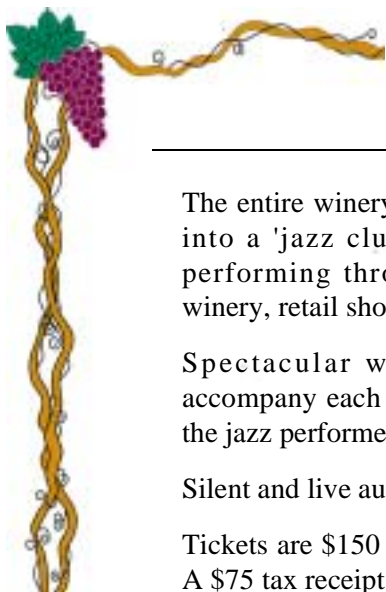 The entire winery
into a 'jazz clu
performing thro
winery, retail sho
Spectacular w
accompany each
the jazz performe
Silent and live au
Tickets are $150
A $75 tax receipt